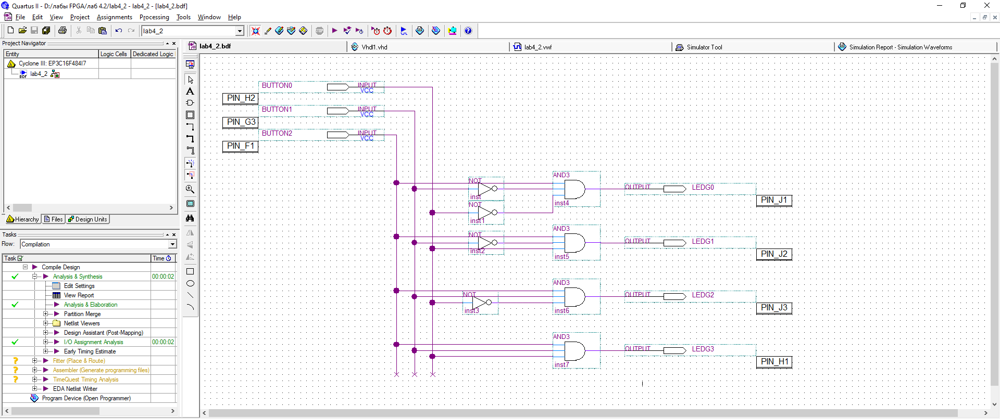 Quartus II - D:/лабы FPGA/лаб 4.2/lab4_2 - lab4_2 - [lab4_2.bdf]
File Edit View Project Assignments Processing Tools Window Help
lab4_2
STOP
Project Navigator
Entity Logic Cells Dedicated Logic
Cyclone III: EP3C16F484I7
BDF lab4_2
Hierarchy Files Design Units
Tasks
Flow: Compilation
Task Time
Compile Design
Analysis & Synthesis 00:00:02
Edit Settings
View Report
Analysis & Elaboration
Partition Merge
Netlist Viewers
Design Assistant (Post-Mapping)
I/O Assignment Analysis 00:00:02
Early Timing Estimate
Fitter (Place & Route)
Assembler (Generate programming files)
TimeQuest Timing Analysis
EDA Netlist Writer
Program Device (Open Programmer)
lab4_2.bdf Vhdl1.vhd lab4_2.vwf Simulator Tool Simulation Report - Simulation Waveforms
BUTTON0 INPUT
VCC
PIN_H2
BUTTON1 INPUT
VCC
PIN_G3
BUTTON2 INPUT
VCC
PIN_F1
AND3
NOT
OUTPUT LEDG0
inst
PIN_J1
inst4
NOT
inst1
AND3
NOT
OUTPUT LEDG1
inst2
PIN_J2
inst5
AND3
NOT OUTPUT LEDG2
PIN_J3
inst3 inst6
AND3
OUTPUT LEDG3
PIN_H1
inst7